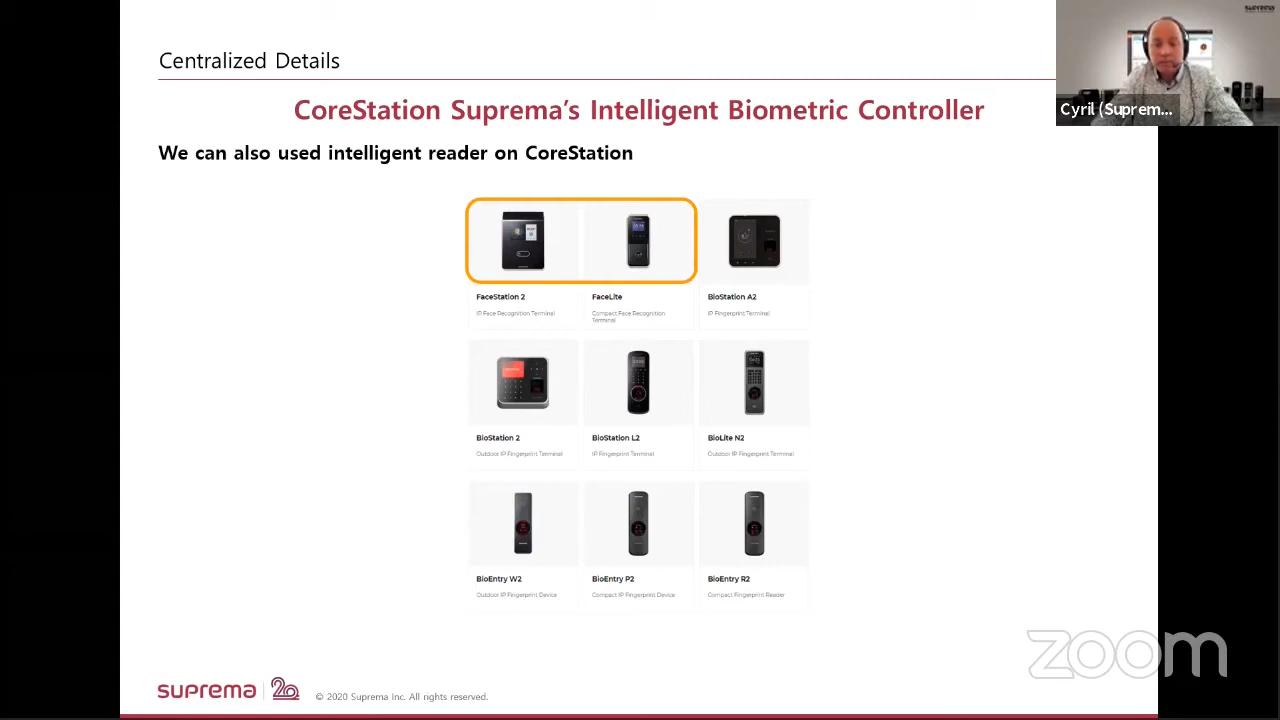 Centralized Details
CoreStation Suprema's Intelligent Biometric Controller
We can also used intelligent reader on CoreStation
suprema
Cyril (Suprem...
FaceStation 2
IP Face Recognition Terminal
FaceLite
Compact Face Recognition
Terminal
BioStation A2
IP Fingerprint Terminal
BioStation 2
Outdoor IP Fingerprint Terminal
BioStation L2
IP Fingerprint Terminal
BioLite N2
Outdoor IP Fingerprint Terminal
BioEntry W2
Outdoor IP Fingerprint Device
BioEntry P2
Compact IP Fingerprint Device
BioEntry R2
Compact Fingerprint Reader
zoom
suprema 20
© 2020 Suprema Inc. All rights reserved.